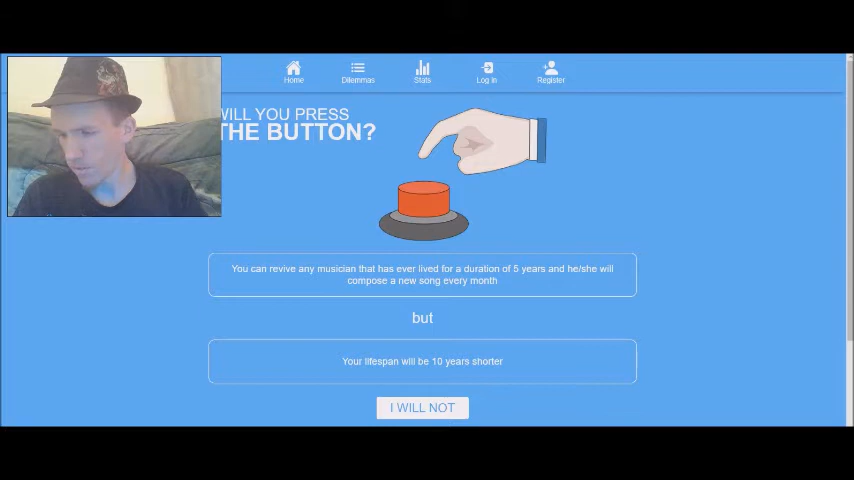 Home
Dilemmas
Stats
Log in
Register
WILL YOU PRESS
THE BUTTON?
You can revive any musician that has ever lived for a duration of 5 years and he/she will
compose a new song every month
but
Your lifespan will be 10 years shorter
I WILL NOT